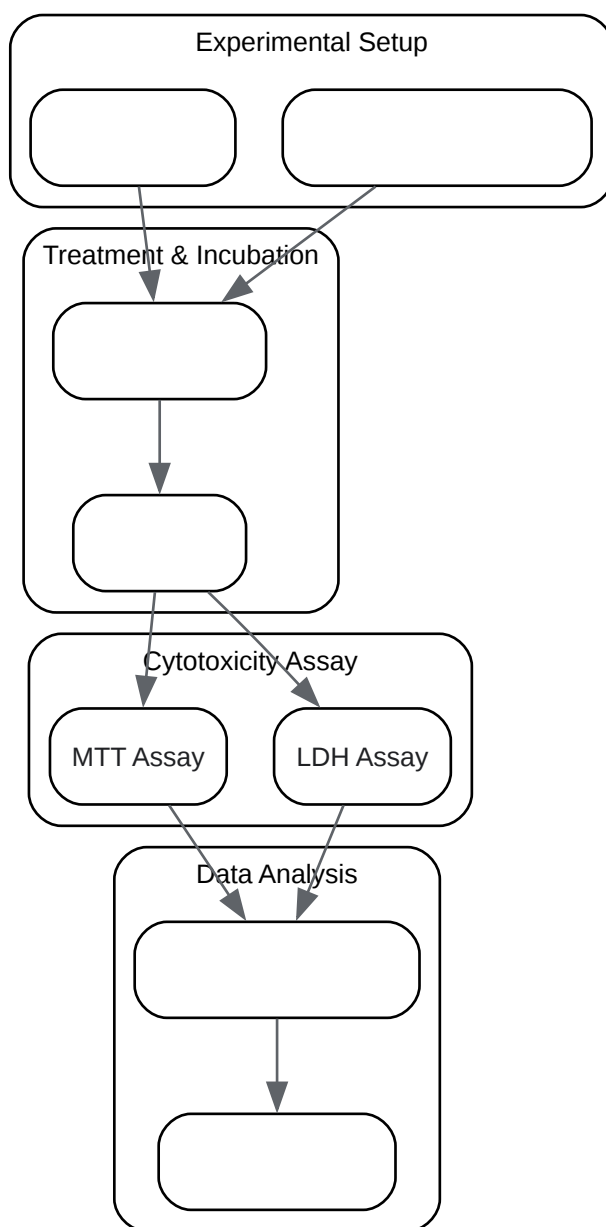 Experimental Setup
Treatment & Incubation
Cytotoxicity Assay
MTT Assay
LDH Assay
Data Analysis